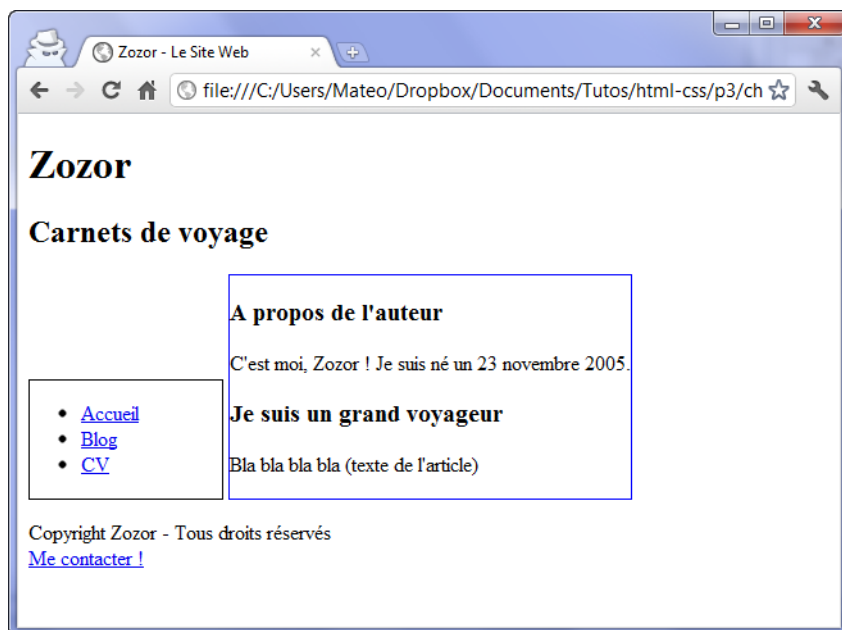 Zozor - Le Site Web
file:///C:/Users/Mateo/Dropbox/Documents/Tutos/html-css/p3/ch
Zozor
Carnets de voyage
A propos de l'auteur
C'est moi, Zozor ! Je suis né un 23 novembre 2005.
Je suis un grand voyageur
Bla bla bla bla (texte de l'article)
Accueil
Blog
CV
Copyright Zozor - Tous droits réservés
Me contacter !